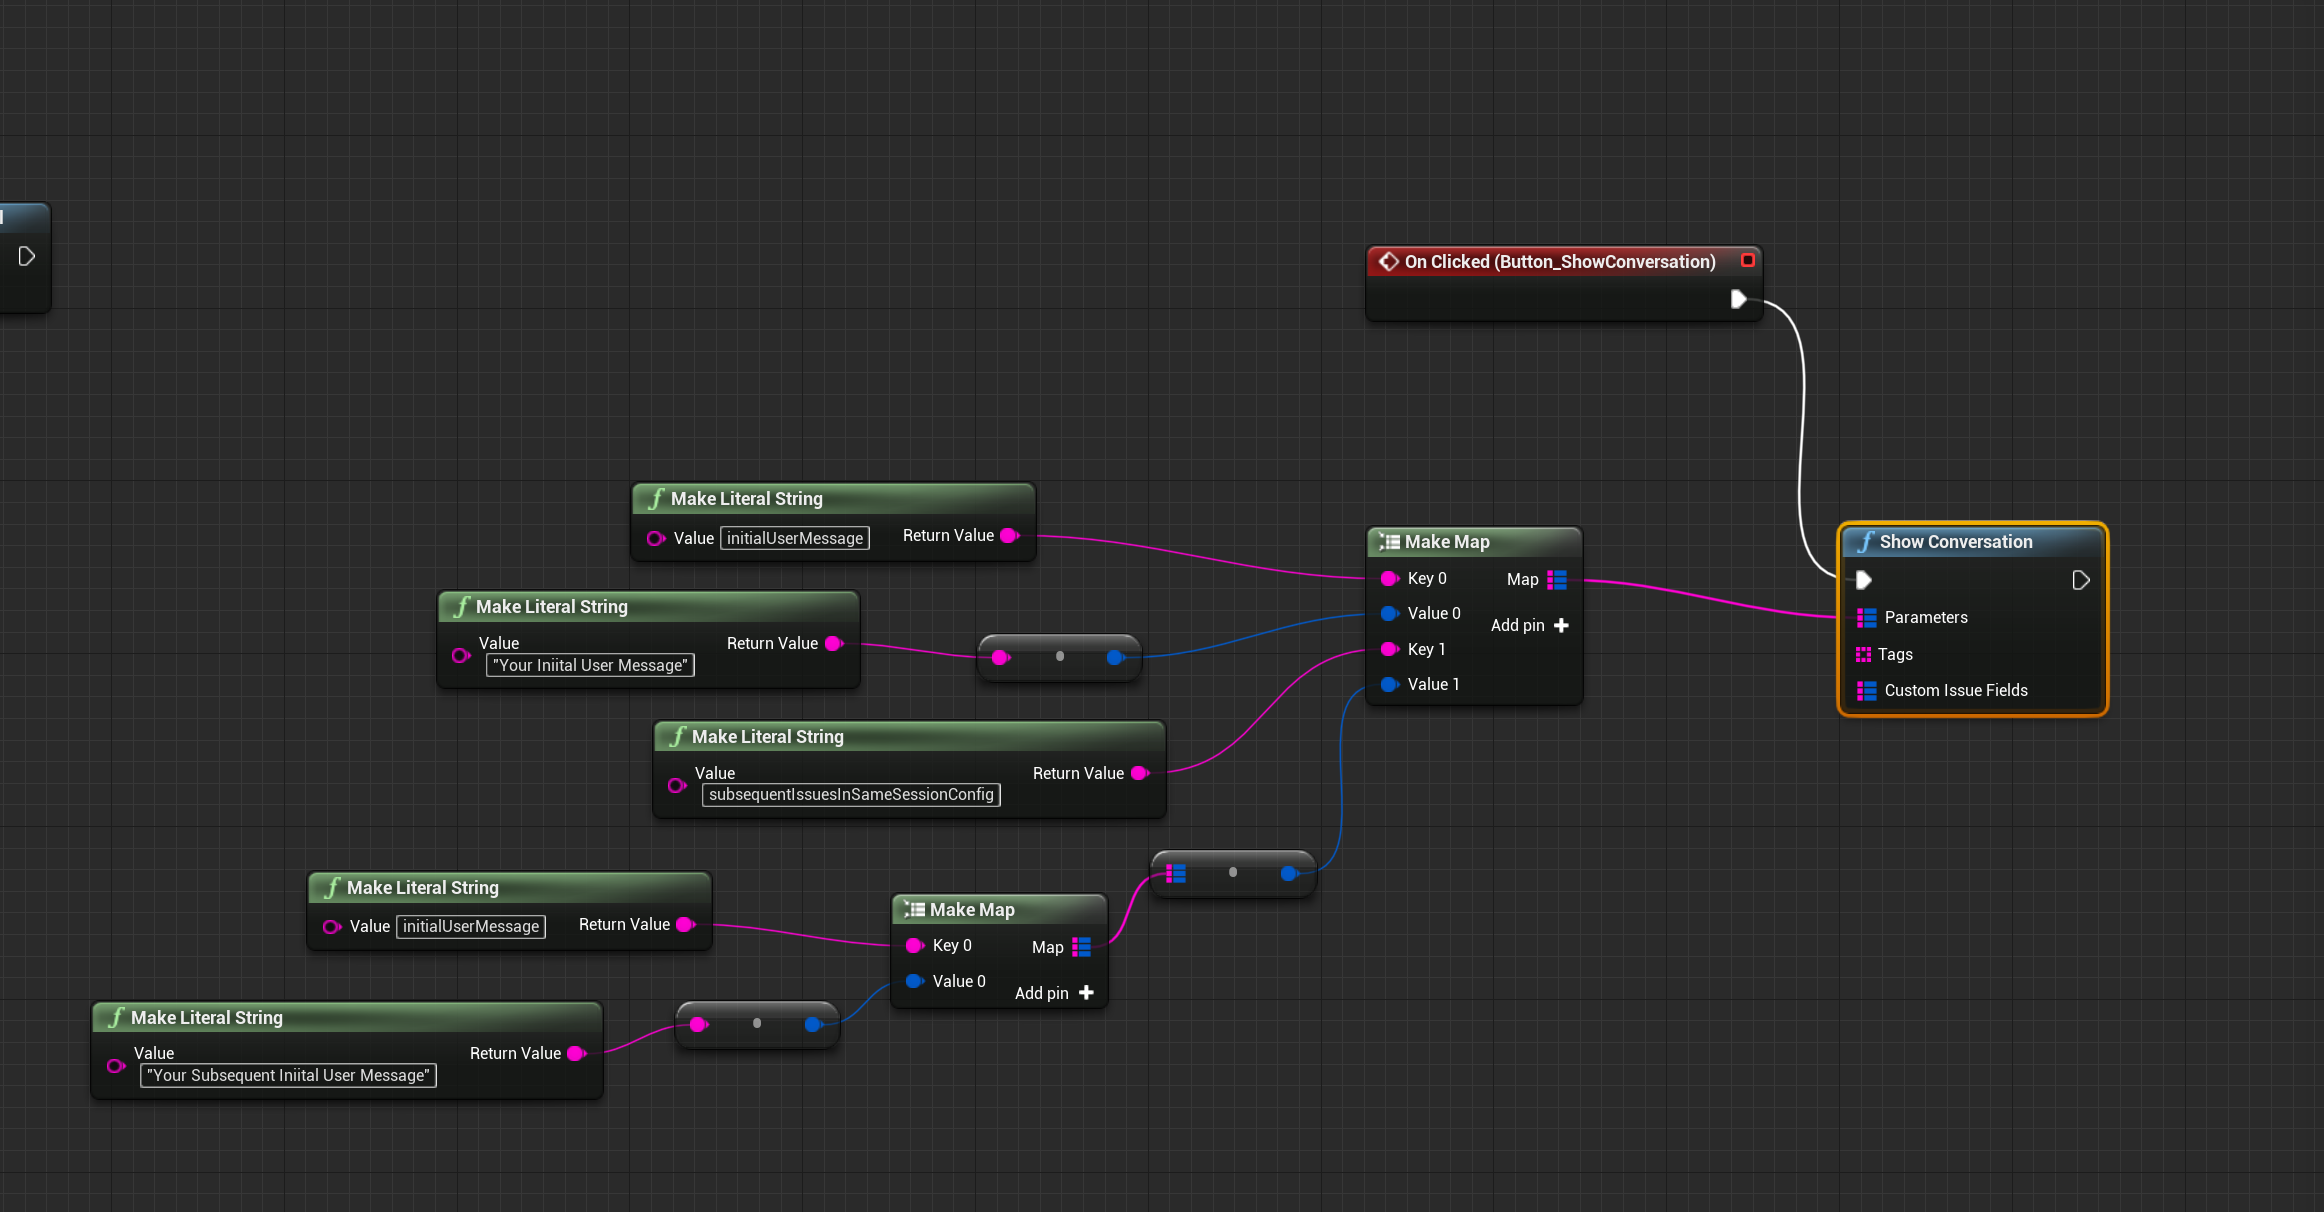 On Clicked (Button_ShowConversation)
f Make Literal String
Value initialUserMessage Return Value
f Make Literal String
Value Return Value
"Your Iniital User Message"
Make Map
Key 0 Map
Value 0
Add pin
Key 1
Value 1
f Show Conversation
Parameters
Tags
Custom Issue Fields
f Make Literal String
Value Return Value
subsequentIssuesInSameSessionConfig
f Make Literal String
Value initialUserMessage Return Value
Make Map
Key 0 Map
Value 0
Add pin
f Make Literal String
Value Return Value
"Your Subsequent Iniital User Message"